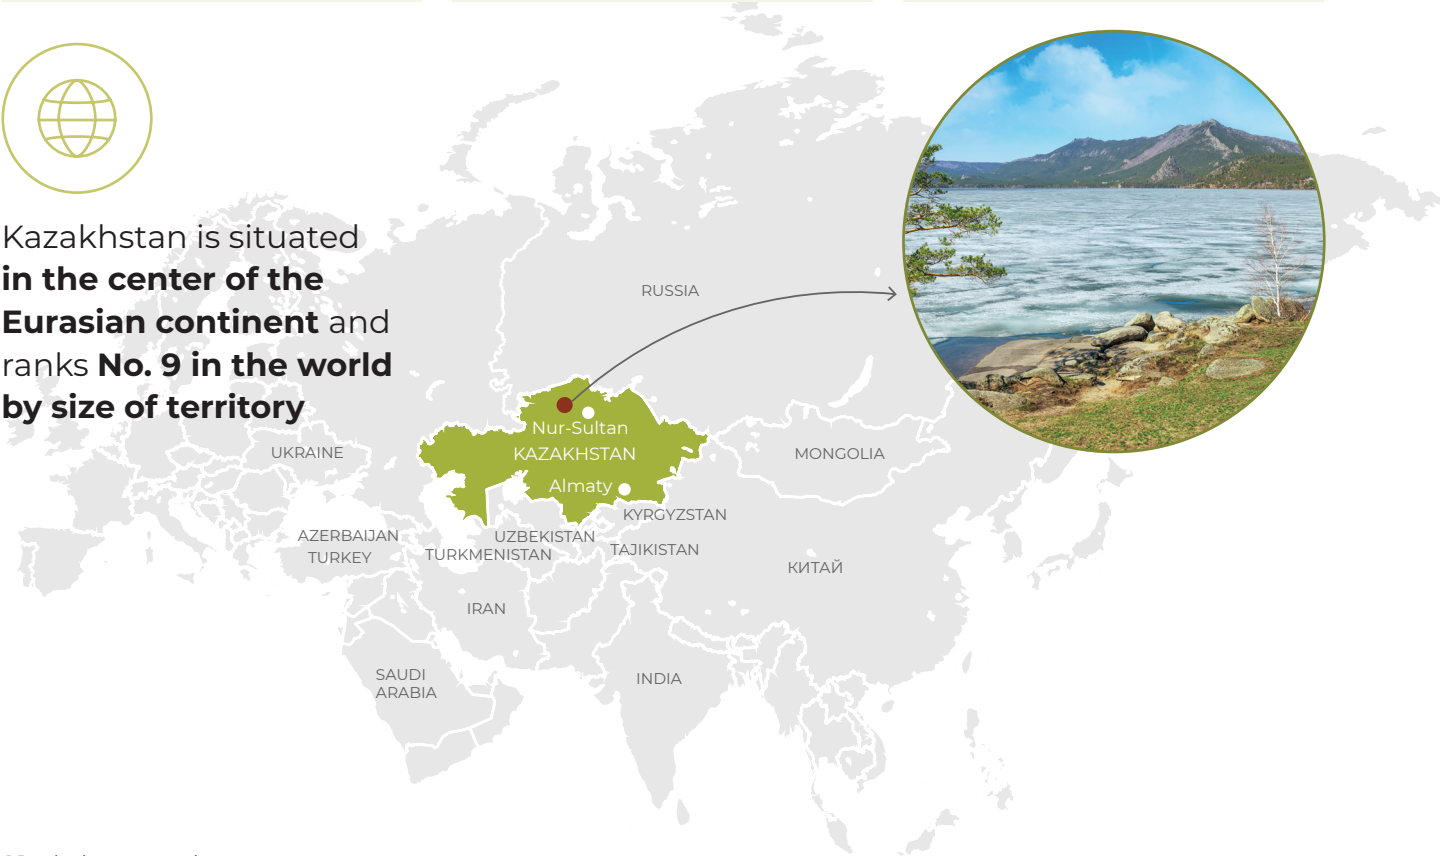 Kazakhstan is situated
in the center of the
Eurasian continent and
ranks No. 9 in the world
by size of territory
RUSSIA
Nur-Sultan
UKRAINE
KAZAKHSTAN
MONGOLIA
Almaty
KYRGYZSTAN
AZERBAIJAN
UZBEKISTAN
TURKEY
TURKMENISTAN
TAJIKISTAN
КИТАЙ
IRAN
SAUDI
ARABIA
INDIA